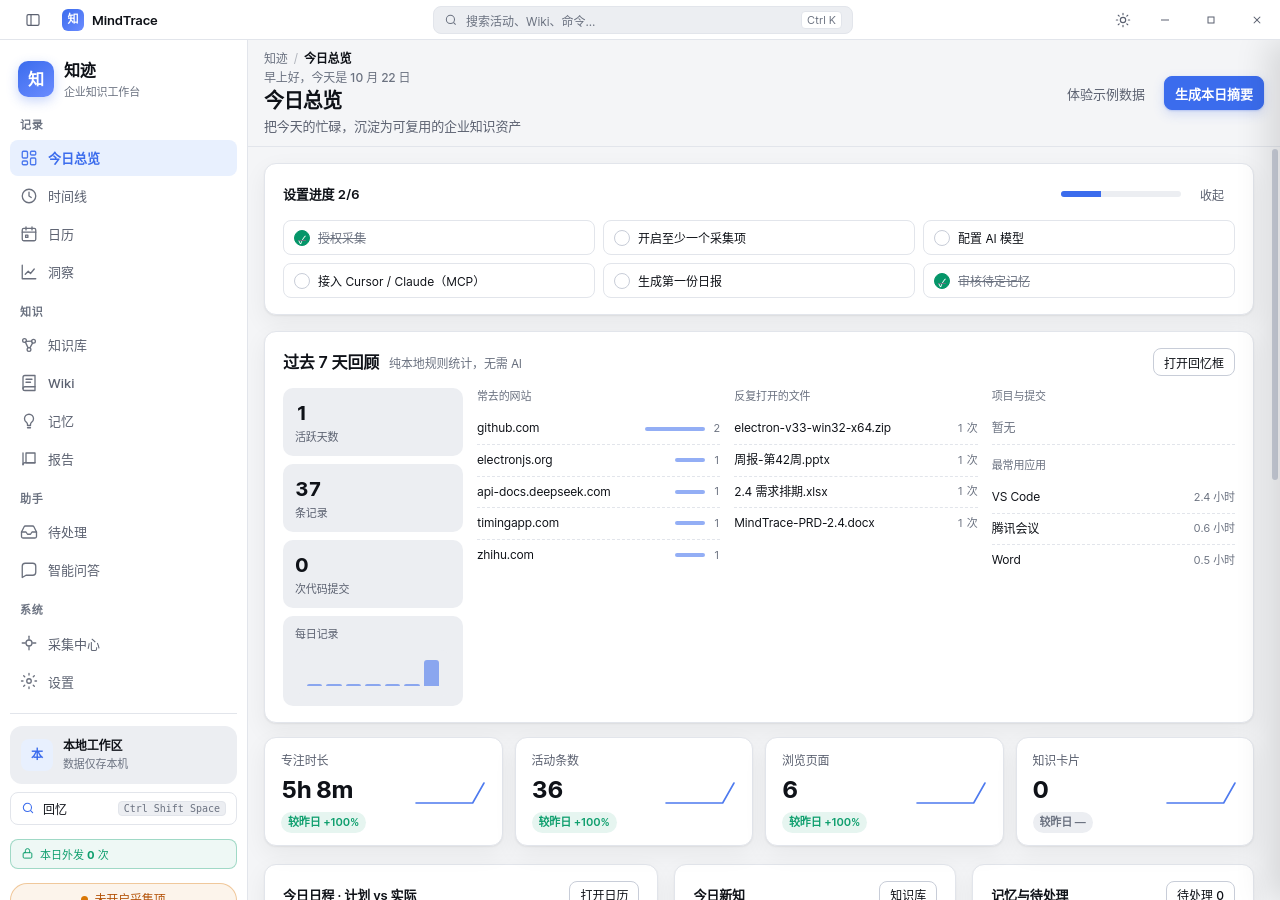 知 MindTrace
搜索活动、Wiki、命令... Ctrl K
知 知迹
企业知识工作台
记录
今日总览
时间线
日历
洞察
知识
知识库
Wiki
记忆
报告
助手
待处理
智能问答
系统
采集中心
设置
本 本地工作区
数据仅存本机
回忆 Ctrl Shift Space
本日外发 0 次
未开启采集项
知迹 / 今日总览
早上好，今天是 10 月 22 日
今日总览
把今天的忙碌，沉淀为可复用的企业知识资产
体验示例数据 生成本日摘要
设置进度 2/6 收起
授权采集 开启至少一个采集项 配置 AI 模型
接入 Cursor / Claude（MCP） 生成第一份日报 审核待定记忆
过去 7 天回顾 纯本地规则统计，无需 AI 打开回忆框
1
活跃天数
37
条记录
0
次代码提交
每日记录
常去的网站
github.com 2
electronjs.org 1
api-docs.deepseek.com 1
timingapp.com 1
zhihu.com 1
反复打开的文件
electron-v33-win32-x64.zip 1 次
周报-第42周.pptx 1 次
2.4 需求排期.xlsx 1 次
MindTrace-PRD-2.4.docx 1 次
项目与提交
暂无
最常用应用
VS Code 2.4 小时
腾讯会议 0.6 小时
Word 0.5 小时
专注时长
5h 8m
较昨日 +100%
活动条数
36
较昨日 +100%
浏览页面
6
较昨日 +100%
知识卡片
0
较昨日 —
今日日程 · 计划 vs 实际 打开日历
今日新知 知识库
记忆与待处理 待处理 0